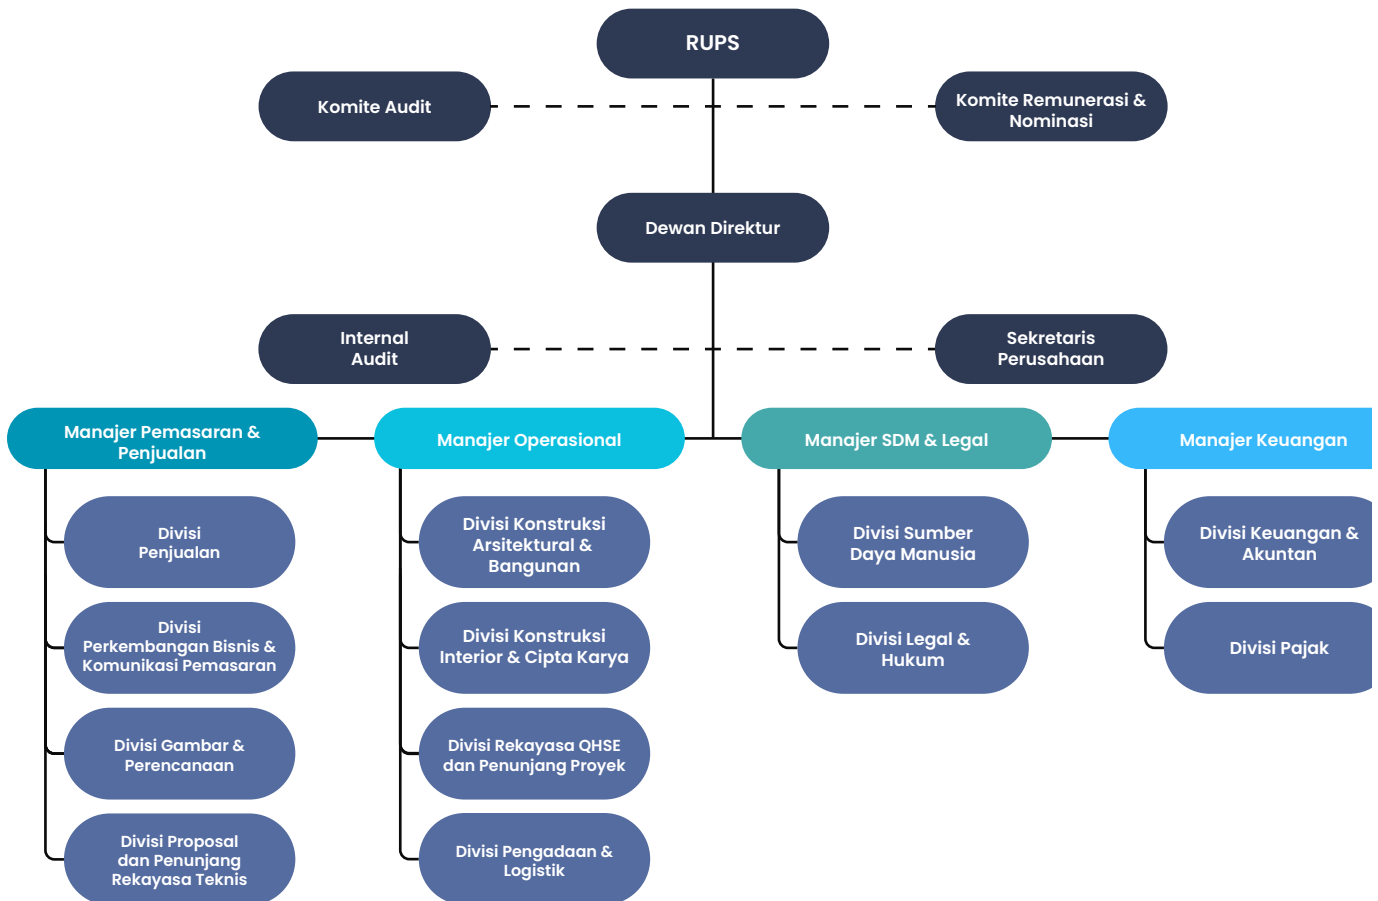 RUPS
Komite Audit
Komite Remunerasi &
Nominasi
Dewan Direktur
Internal
Audit
Sekretaris
Perusahaan
Manajer Pemasaran &
Penjualan
Manajer Operasional
Manajer SDM & Legal
Manajer Keuangan
Divisi
Penjualan
Divisi
Perkembangan Bisnis &
Komunikasi Pemasaran
Divisi Gambar &
Perencanaan
Divisi Proposal
dan Penunjang
Rekayasa Teknis
Divisi Konstruksi
Arsitektural &
Bangunan
Divisi Konstruksi
Interior & Cipta Karya
Divisi Rekayasa QHSE
dan Penunjang Proyek
Divisi Pengadaan &
Logistik
Divisi Sumber
Daya Manusia
Divisi Legal &
Hukum
Divisi Keuangan &
Akuntan
Divisi Pajak